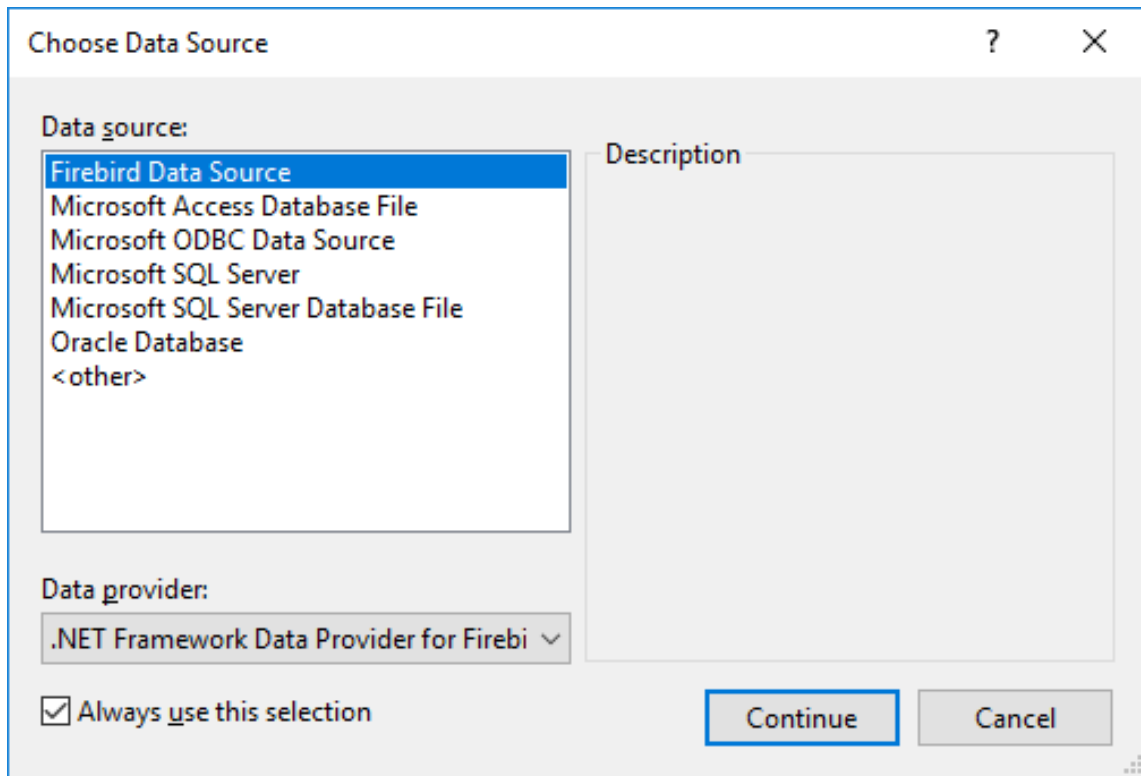 Choose Data Source
?
Data source:
Firebird Data Source
Microsoft Access Database File
Microsoft ODBC Data Source
Microsoft SQL Server
Microsoft SQL Server Database File
Oracle Database
<other>
Description
Data provider:
.NET Framework Data Provider for Firebi
Always use this selection
Continue
Cancel